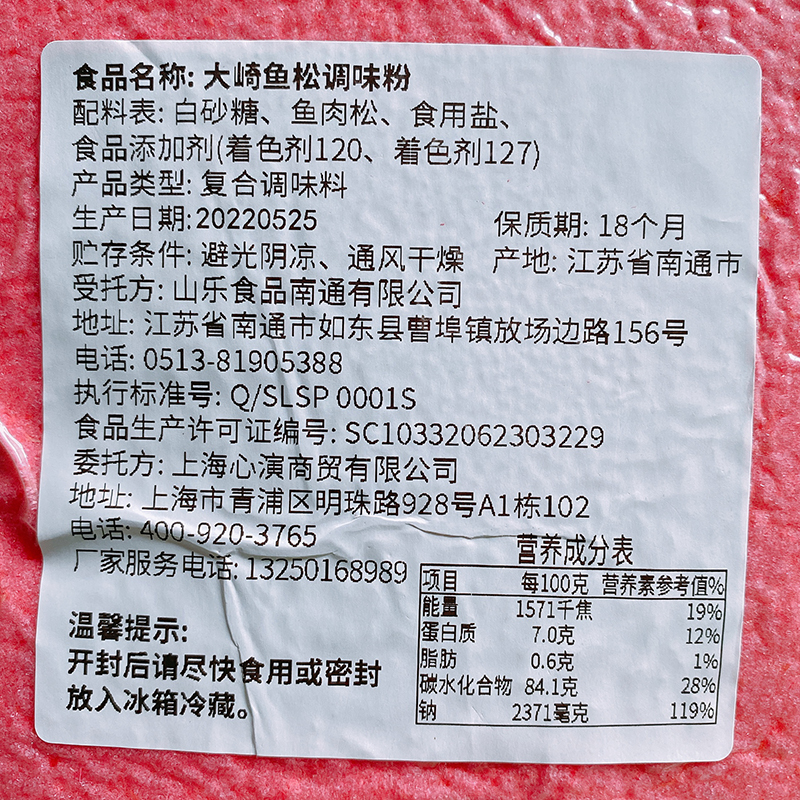 食品名称: 大崎鱼松调味粉
配料表: 白砂糖、鱼肉松、食用盐、
食品添加剂(着色剂120、着色剂127)
产品类型: 复合调味料
生产日期:20220525 保质期: 18个月
贮存条件: 避光阴凉、通风干燥 产地: 江苏省南通市
受托方: 山乐食品南通有限公司
地址: 江苏省南通市如东县曹埠镇放场边路156号
电话: 0513-81905388
执行标准号: Q/SLSP 0001S
食品生产许可证编号: SC10332062303229
委托方: 上海心演商贸有限公司
地址: 上海市青浦区明珠路928号A1栋102
电话: 400-920-3765
厂家服务电话: 13250168989
营养成分表
项目 每100克 营养素参考值%
能量 1571千焦 19%
蛋白质 7.0克 12%
脂肪 0.6克 1%
碳水化合物 84.1克 28%
钠 2371毫克 119%
温馨提示:
开封后请尽快食用或密封
放入冰箱冷藏。